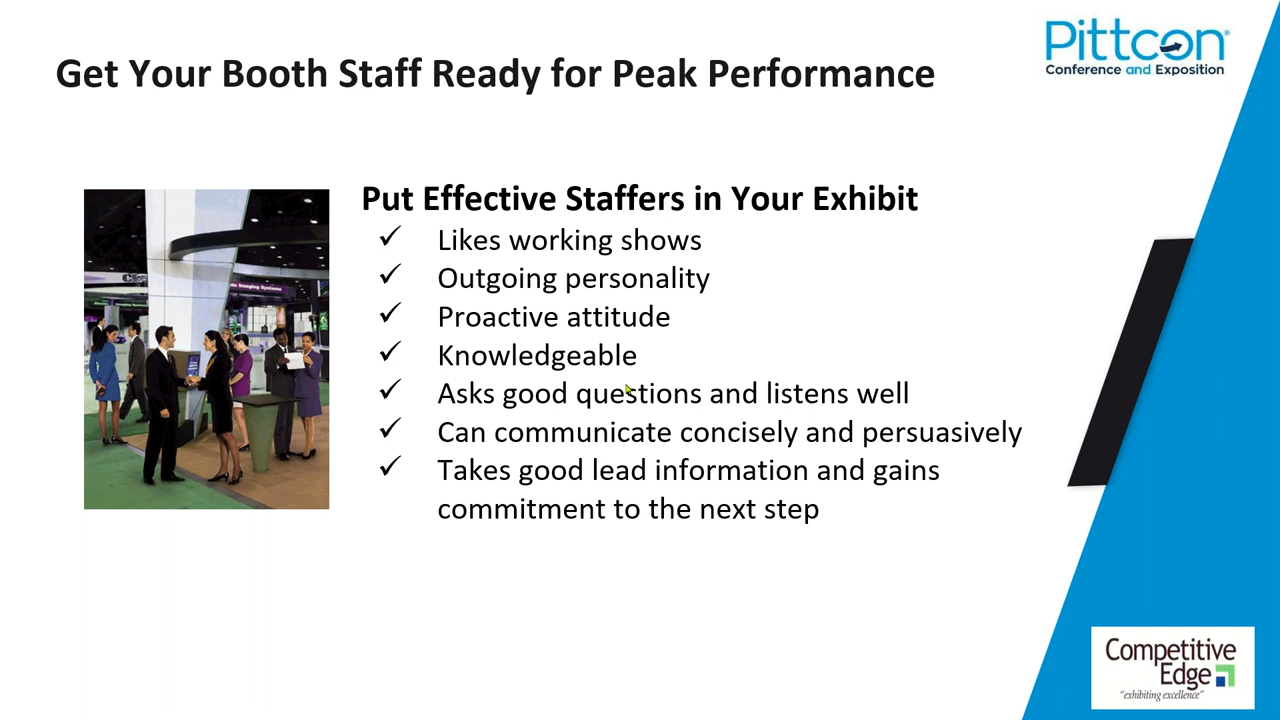 Get Your Booth Staff Ready for Peak Performance
Pittcon®
Conference and Exposition
Put Effective Staffers in Your Exhibit
✓ Likes working shows
✓ Outgoing personality
✓ Proactive attitude
✓ Knowledgeable
✓ Asks good questions and listens well
✓ Can communicate concisely and persuasively
✓ Takes good lead information and gains
commitment to the next step
Imaging Systems
Competitive
Edge
"exhibiting excellence"